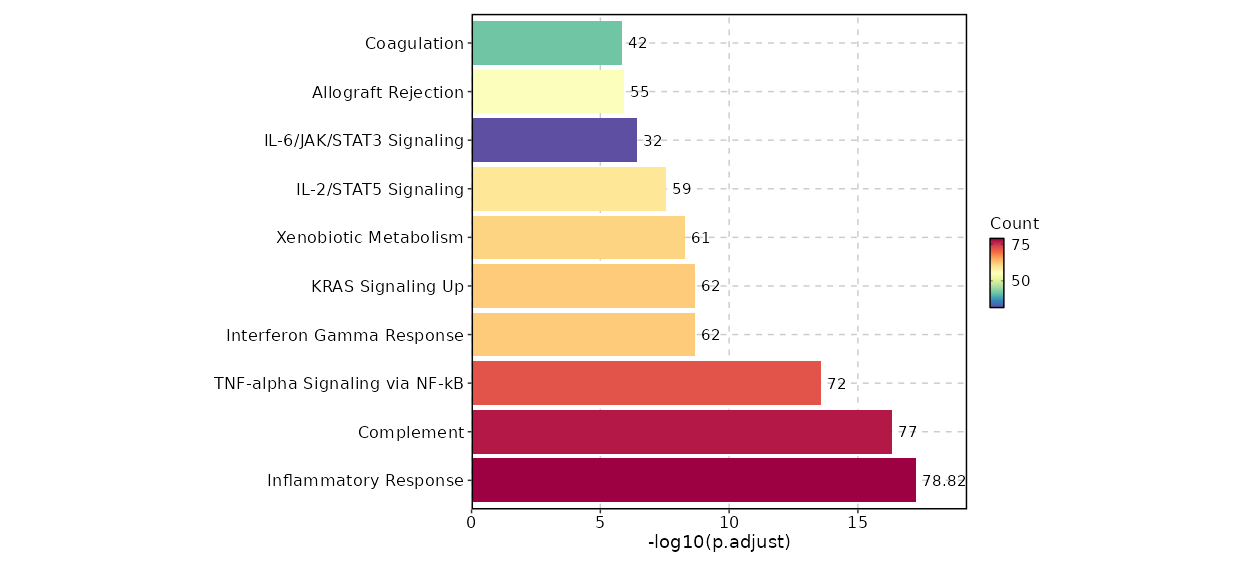 Coagulation 42
Allograft Rejection 55
IL-6/JAK/STAT3 Signaling 32
IL-2/STAT5 Signaling 59
Xenobiotic Metabolism 61
KRAS Signaling Up 62
Interferon Gamma Response 62
TNF-alpha Signaling via NF-kB 72
Complement 77
Inflammatory Response 78.82
0 5 10 15
-log10(p.adjust)
Count
75
50